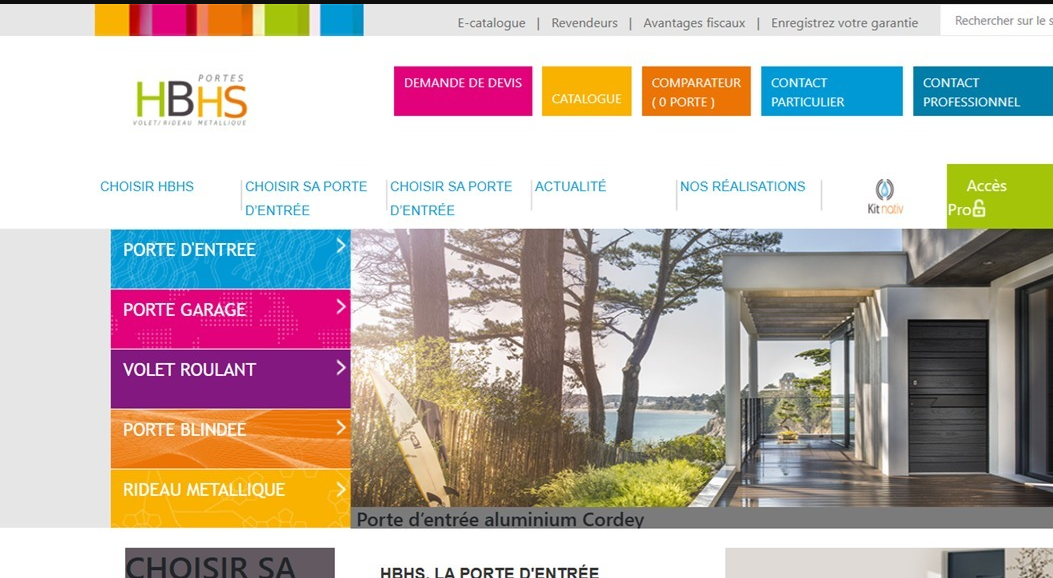 E-catalogue | Revendeurs | Avantages fiscaux | Enregistrez votre garantie
Rechercher sur le s
PORTES
HBHS
VOLET/RIDEAU METALLIQUE
DEMANDE DE DEVIS
CATALOGUE
COMPARATEUR
( 0 PORTE )
CONTACT
PARTICULIER
CONTACT
PROFESSIONNEL
CHOISIR HBHS
CHOISIR SA PORTE
D'ENTRÉE
CHOISIR SA PORTE
D'ENTRÉE
ACTUALITÉ
NOS RÉALISATIONS
Kit nativ
Accès
Pro
PORTE D'ENTREE
PORTE GARAGE
VOLET ROULANT
PORTE BLINDEE
RIDEAU METALLIQUE
Porte d'entrée aluminium Cordey
CHOISIR SA
HBHS, LA PORTE D'ENTRÉE